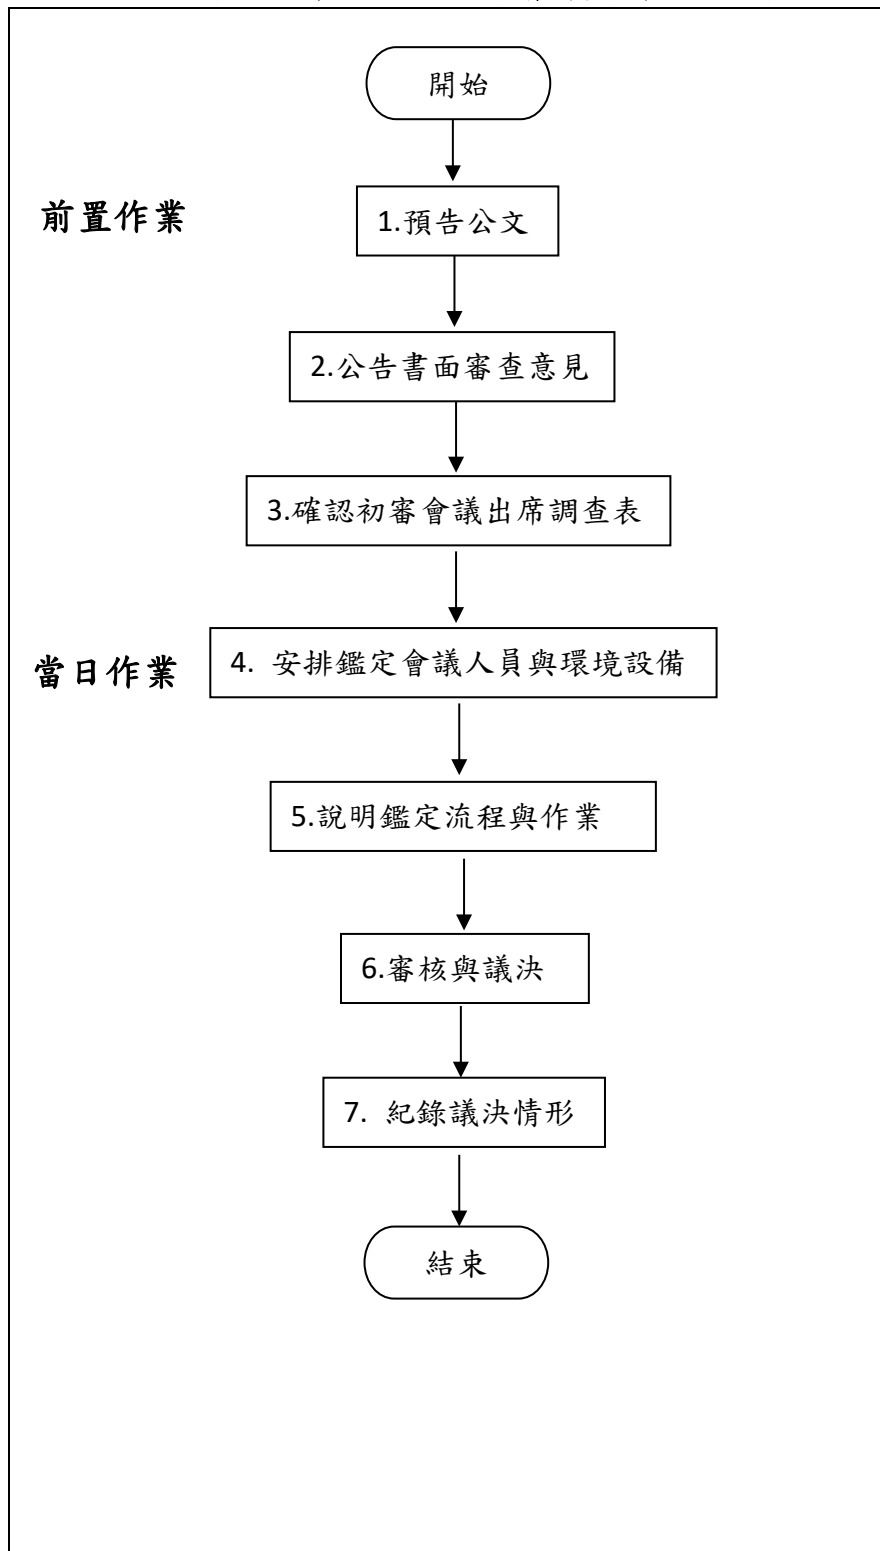 開始
前置作業
1.預告公文
2.公告書面審查意見
3.確認初審會議出席調查表
當日作業
4. 安排鑑定會議人員與環境設備
5.說明鑑定流程與作業
6.審核與議決
7. 紀錄議決情形
結束